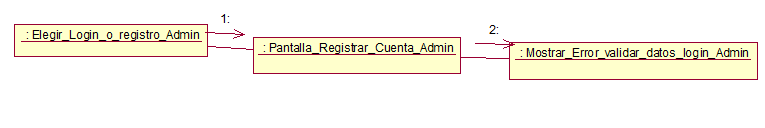 1:
: Elegir_Login_o_registro_Admin
2:
: Pantalla_Registrar_Cuenta_Admin
: Mostrar_Error_validar_datos_login_Admin